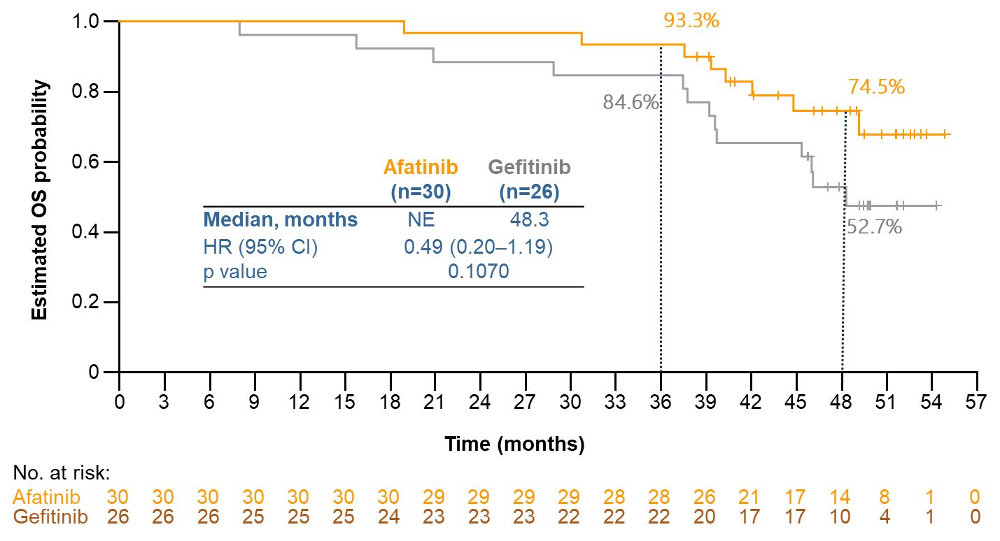 93.3%
1.0
74.5%
0.8
84.6%
Estimated OS probability
0.6
Afatinib Gefitinib
(n=30) (n=26)
Median, months NE 48.3
HR (95% CI) 0.49 (0.20–1.19)
p value 0.1070
52.7%
0.4
0.2
0
0 3 6 9 12 15 18 21 24 27 30 33 36 39 42 45 48 51 54 57
Time (months)
No. at risk:
Afatinib 30 30 30 30 30 30 30 29 29 29 29 28 28 26 21 17 14 8 1 0
Gefitinib 26 26 26 25 25 25 24 23 23 23 22 22 22 20 17 17 10 4 1 0